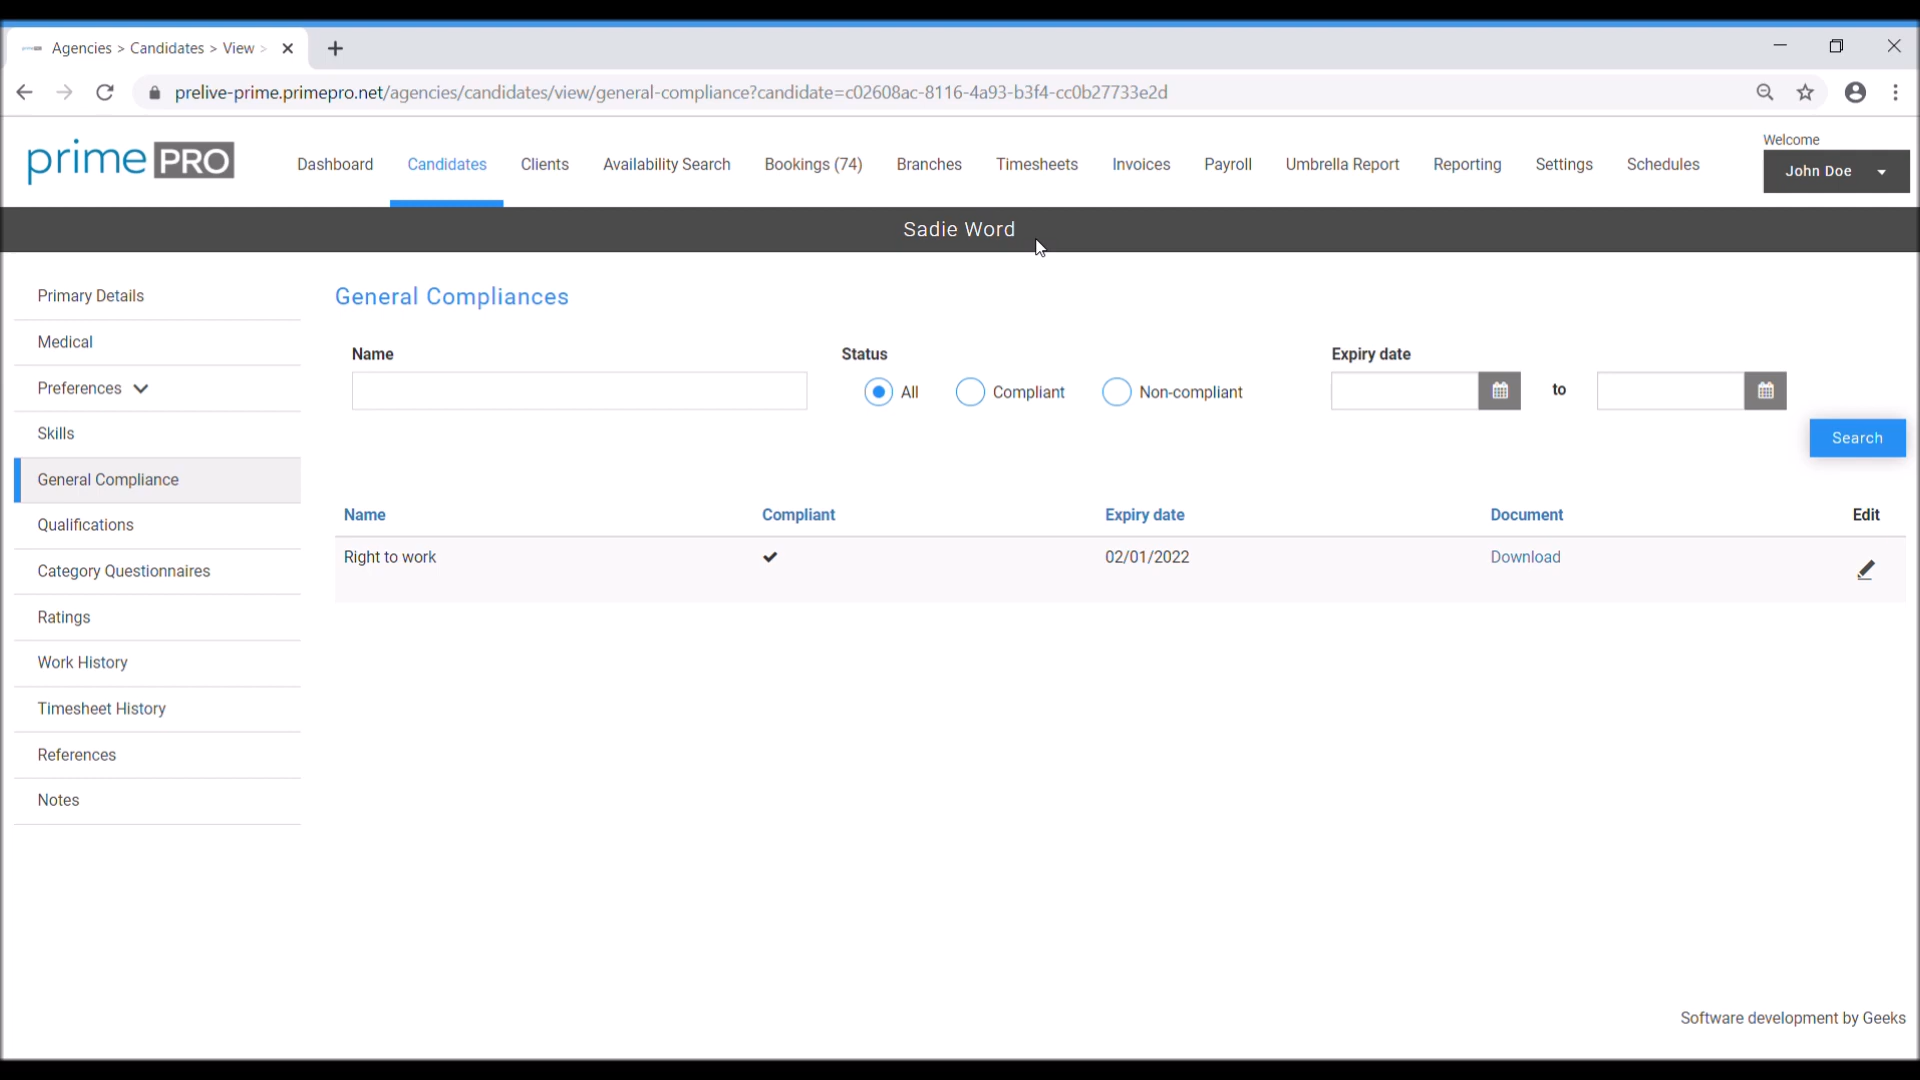 Agencies > Candidates > View >
prelive-prime.primepro.net/agencies/candidates/view/general-compliance?candidate=c02608ac-8116-4a93-b3f4-cc0b27733e2d
prime PRO
Dashboard Candidates Clients Availability Search Bookings (74) Branches Timesheets Invoices Payroll Umbrella Report Reporting Settings Schedules
Welcome
John Doe
Sadie Word
Primary Details
Medical
Preferences
Skills
General Compliance
Qualifications
Category Questionnaires
Ratings
Work History
Timesheet History
References
Notes
General Compliances
Name Status Expiry date
All Compliant Non-compliant to
Search
Name Compliant Expiry date Document Edit
Right to work 02/01/2022 Download
Software development by Geeks